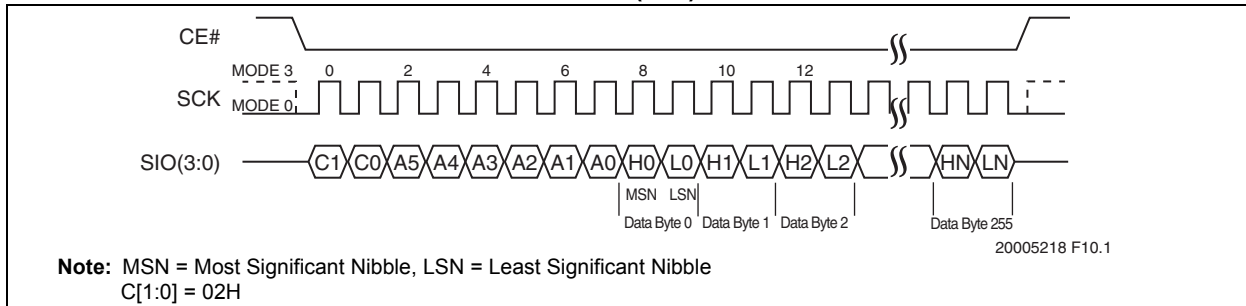 CE#
MODE 3 0 2 4 6 8 10 12
SCK MODE 0
SIO(3:0) C1 C0 A5 A4 A3 A2 A1 A0 H0 L0 H1 L1 H2 L2 HN LN
MSN LSN
Data Byte 0 Data Byte 1 Data Byte 2 Data Byte 255
20005218 F10.1
Note: MSN = Most Significant Nibble, LSN = Least Significant Nibble
C[1:0] = 02H